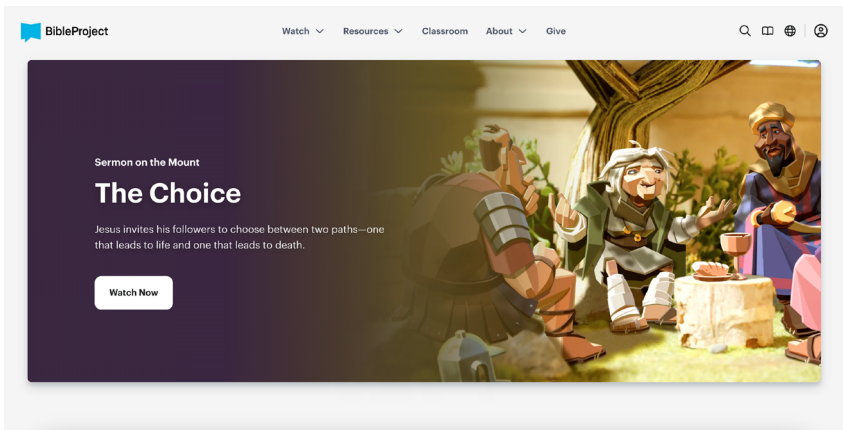 BibleProject
Watch
Resources
Classroom
About
Give
Sermon on the Mount
The Choice
Jesus invites his followers to choose between two paths—one
that leads to life and one that leads to death.
Watch Now